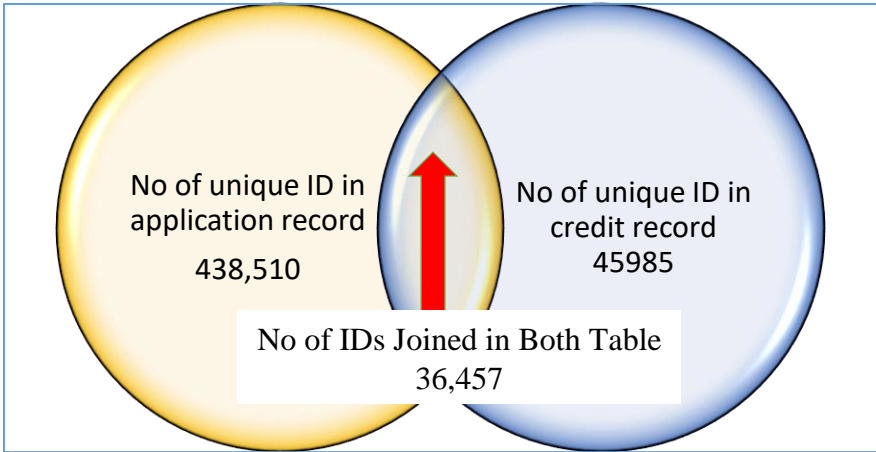 No of unique ID in
application record
438,510
No of unique ID in
credit record
45985
No of IDs Joined in Both Table
36,457